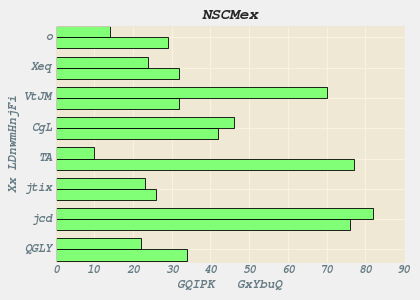 NSCMex
Xx LDnwmHnjFi
o
Xeq
VtJM
CgL
TA
jtix
jcd
QGLY
0 10 20 30 40 50 60 70 80 90
GQIPK GxYbuQ